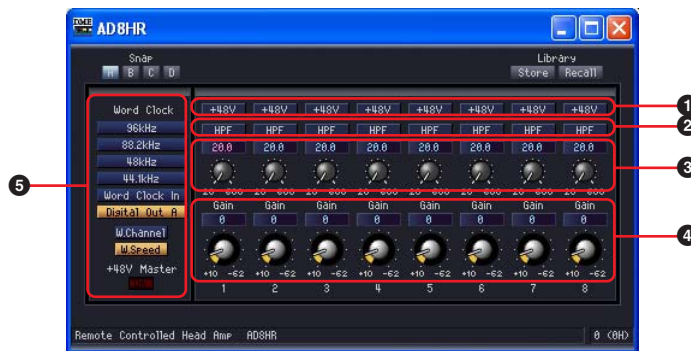 AD8HR
Snap
Library
A B C D
Store Recall
Word Clock
96kHz
88.2kHz
48kHz
44.1kHz
Word Clock In
Digital Out A
W.Channel
W.Speed
+48V Master
+48V +48V +48V +48V +48V +48V +48V +48V
HPF HPF HPF HPF HPF HPF HPF HPF
20.0 20.0 20.0 20.0 20.0 20.0 20.0 20.0
20 600 20 600 20 600 20 600 20 600 20 600 20 600 20 600
Gain Gain Gain Gain Gain Gain Gain Gain
0 0 0 0 0 0 0 0
+10 -62 +10 -62 +10 -62 +10 -62 +10 -62 +10 -62 +10 -62 +10 -62
1 2 3 4 5 6 7 8
1
2
3
4
5
Remote Controlled Head Amp AD8HR
0 (0H)